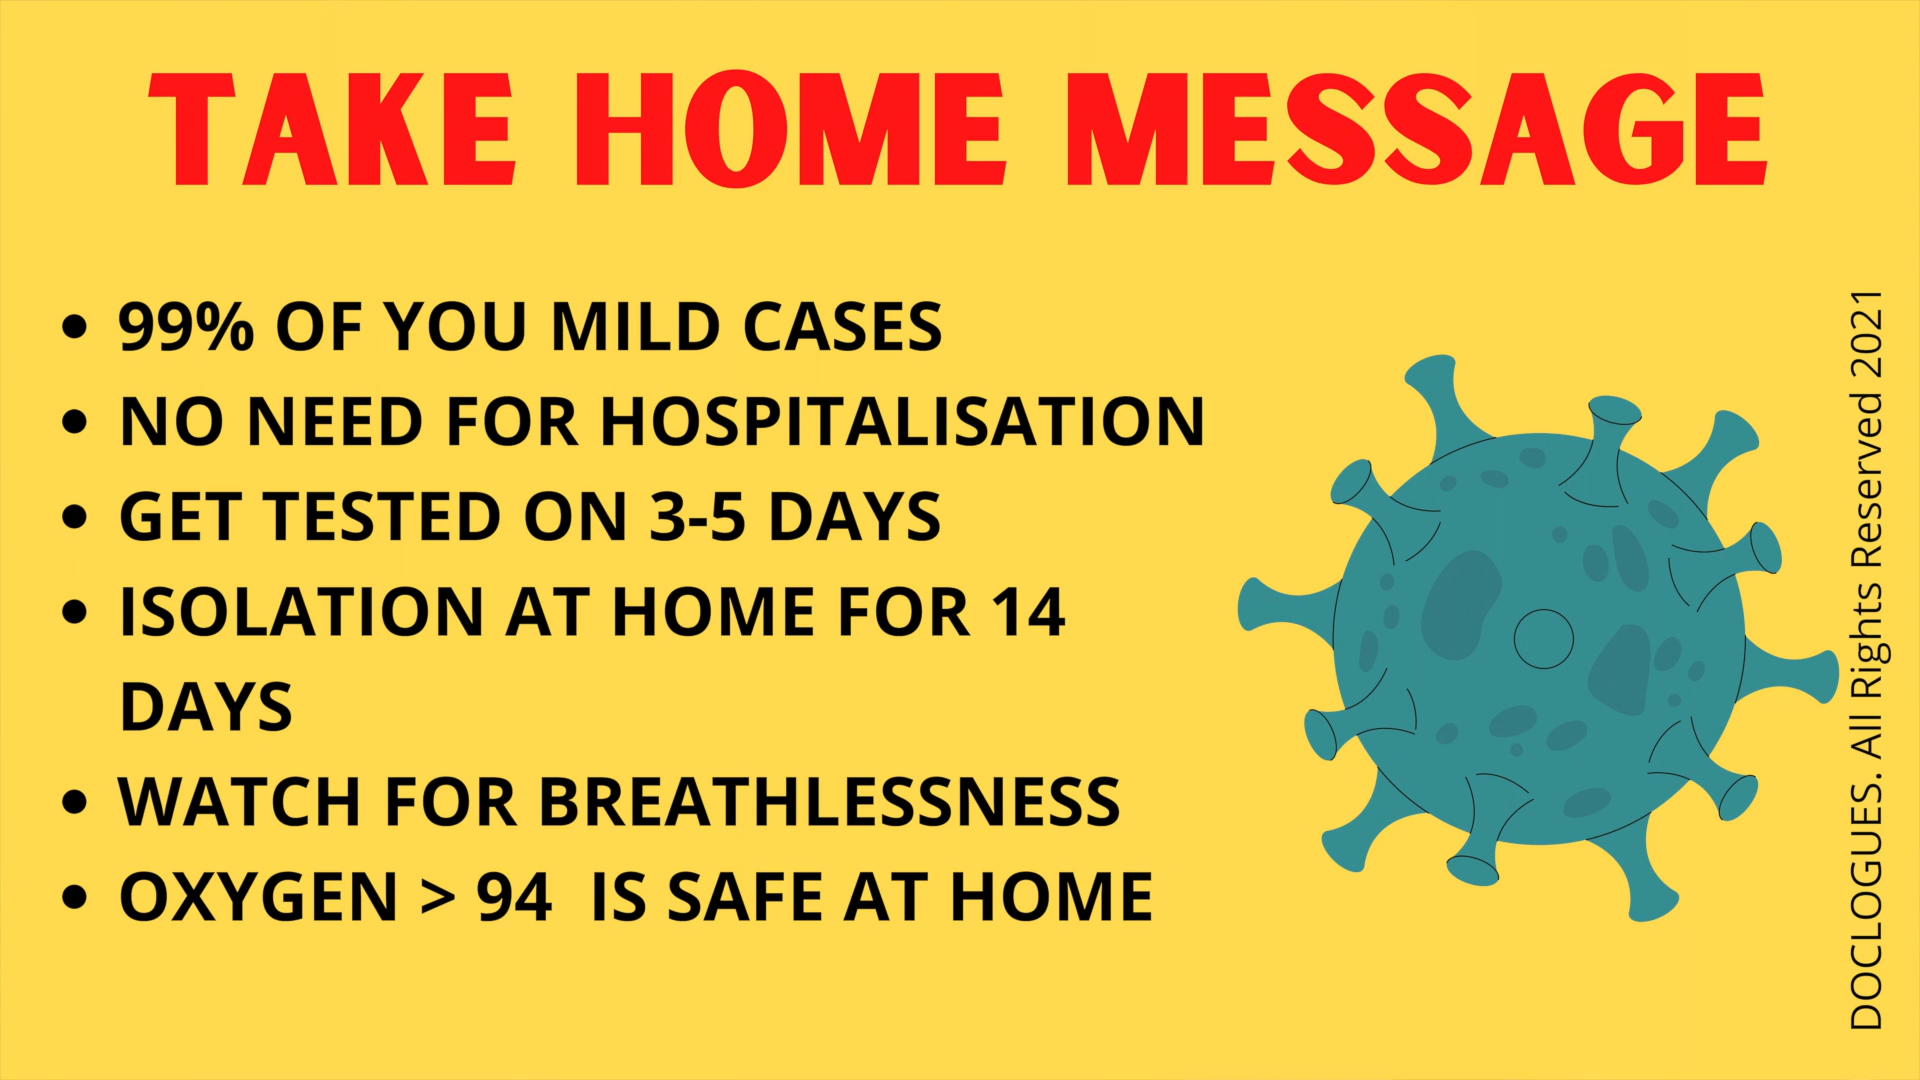 TAKE HOME MESSAGE
• 99% OF YOU MILD CASES
• NO NEED FOR HOSPITALISATION
• GET TESTED ON 3-5 DAYS
• ISOLATION AT HOME FOR 14
DAYS
• WATCH FOR BREATHLESSNESS
• OXYGEN > 94  IS SAFE AT HOME
DOCLOGUES. All Rights Reserved 2021